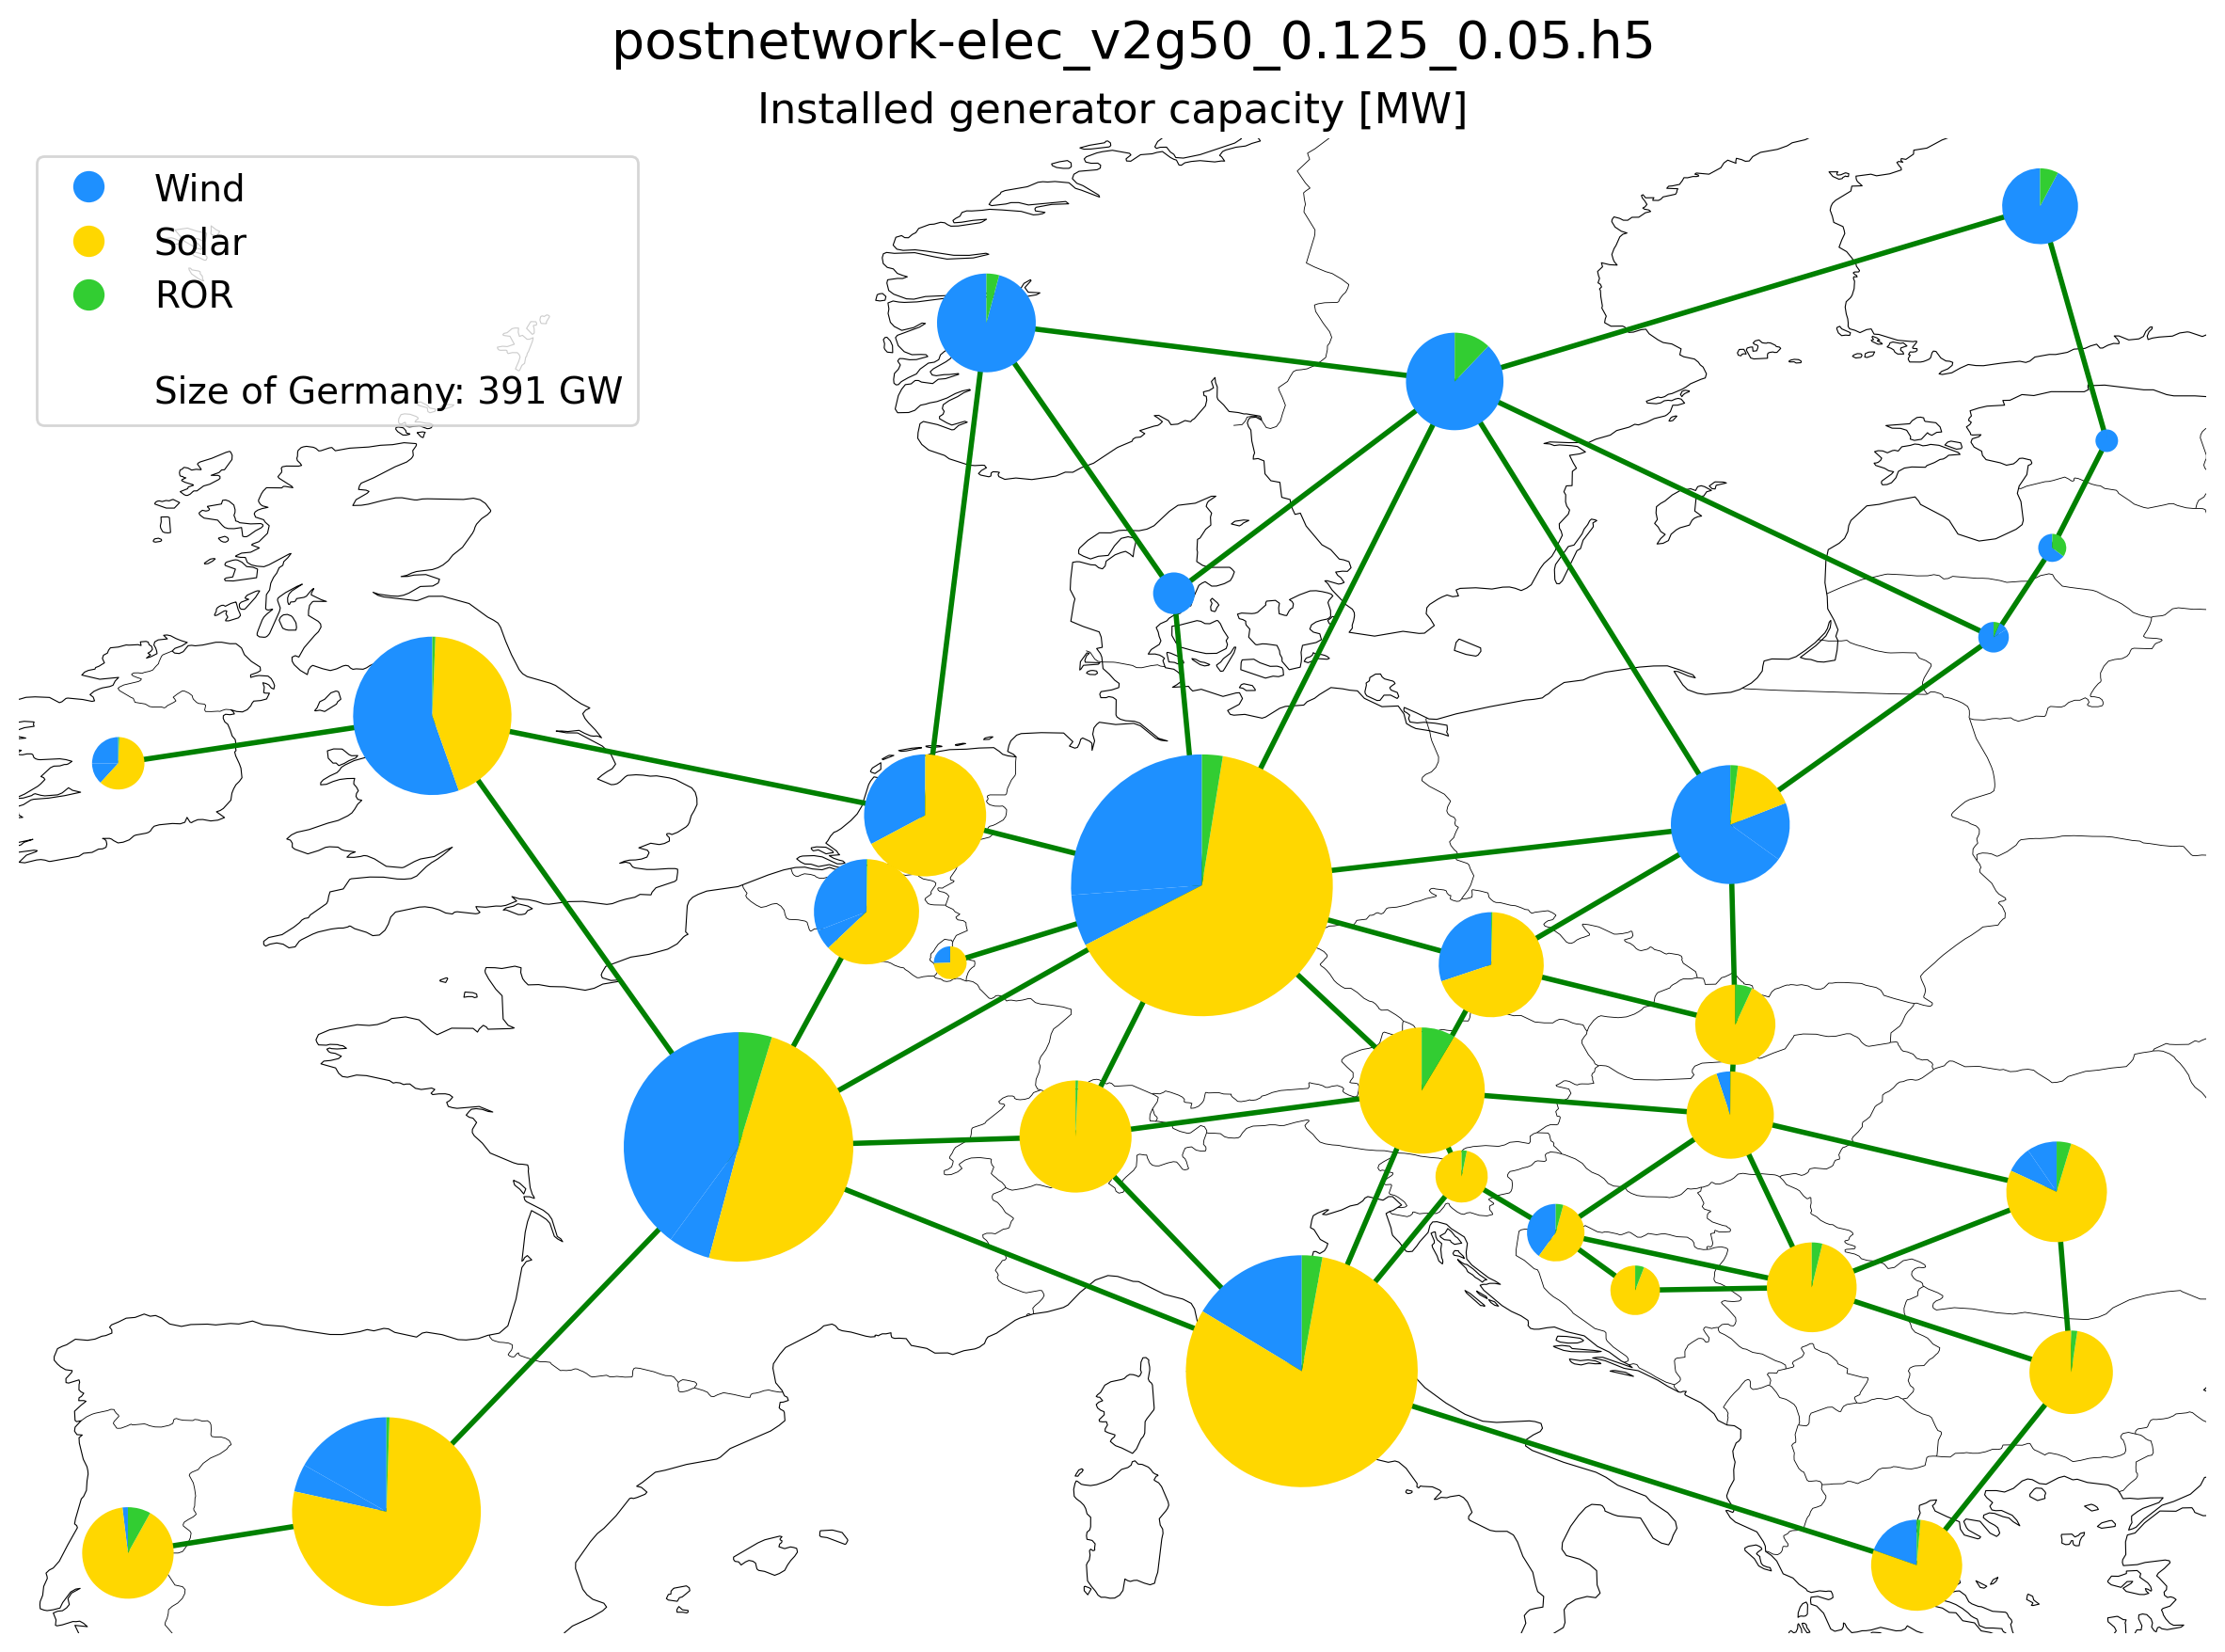 postnetwork-elec_v2g50_0.125_0.05.h5
Installed generator capacity [MW]
Wind
Solar
ROR
Size of Germany: 391 GW